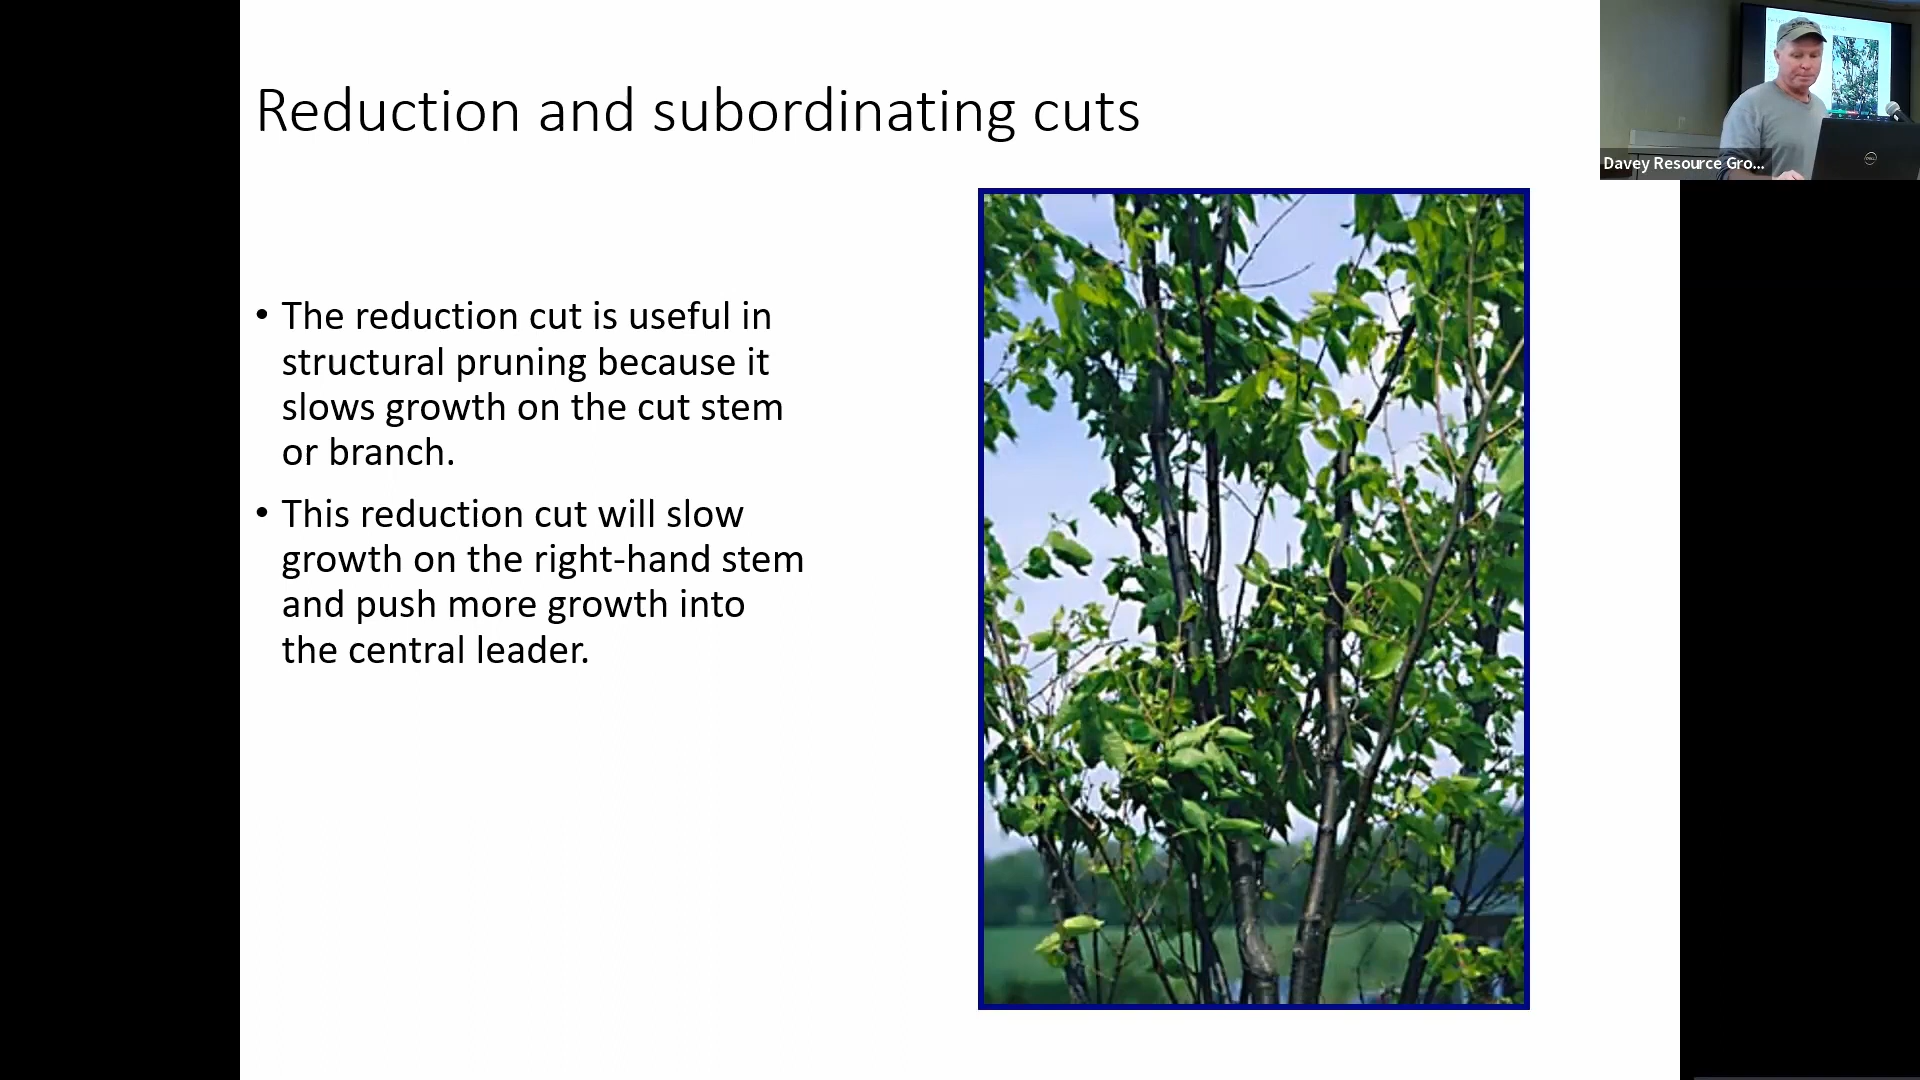 Reduction and subordinating cuts
• The reduction cut is useful in
structural pruning because it
slows growth on the cut stem
or branch.
• This reduction cut will slow
growth on the right-hand stem
and push more growth into
the central leader.
Davey Resource Gro...